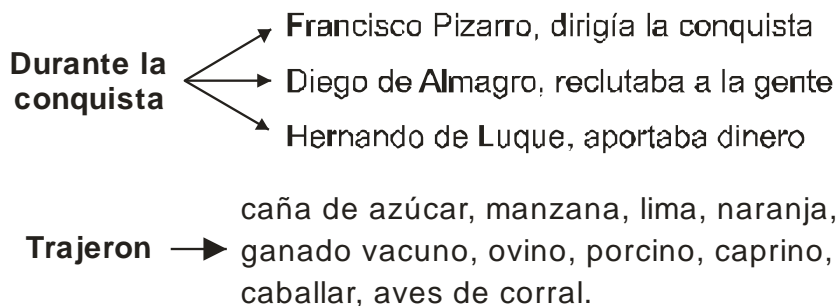 Durante la
conquista
Francisco Pizarro, dirigía la conquista
Diego de Almagro, reclutaba a la gente
Hernando de Luque, aportaba dinero
Trajeron
caña de azúcar, manzana, lima, naranja,
ganado vacuno, ovino, porcino, caprino,
caballar, aves de corral.